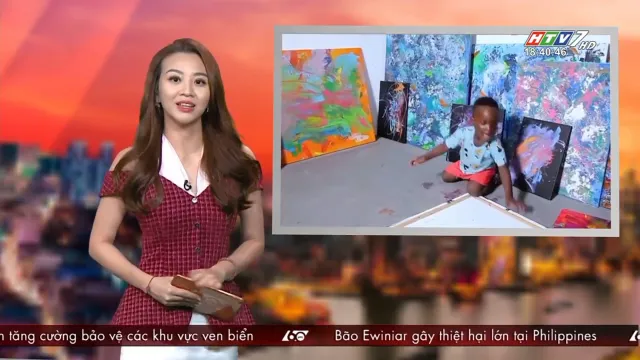 HTV7 HD
18:40:46
n tăng cường bảo vệ các khu vực ven biển 60 Bão Ewiniar gây thiệt hại lớn tại Philippines